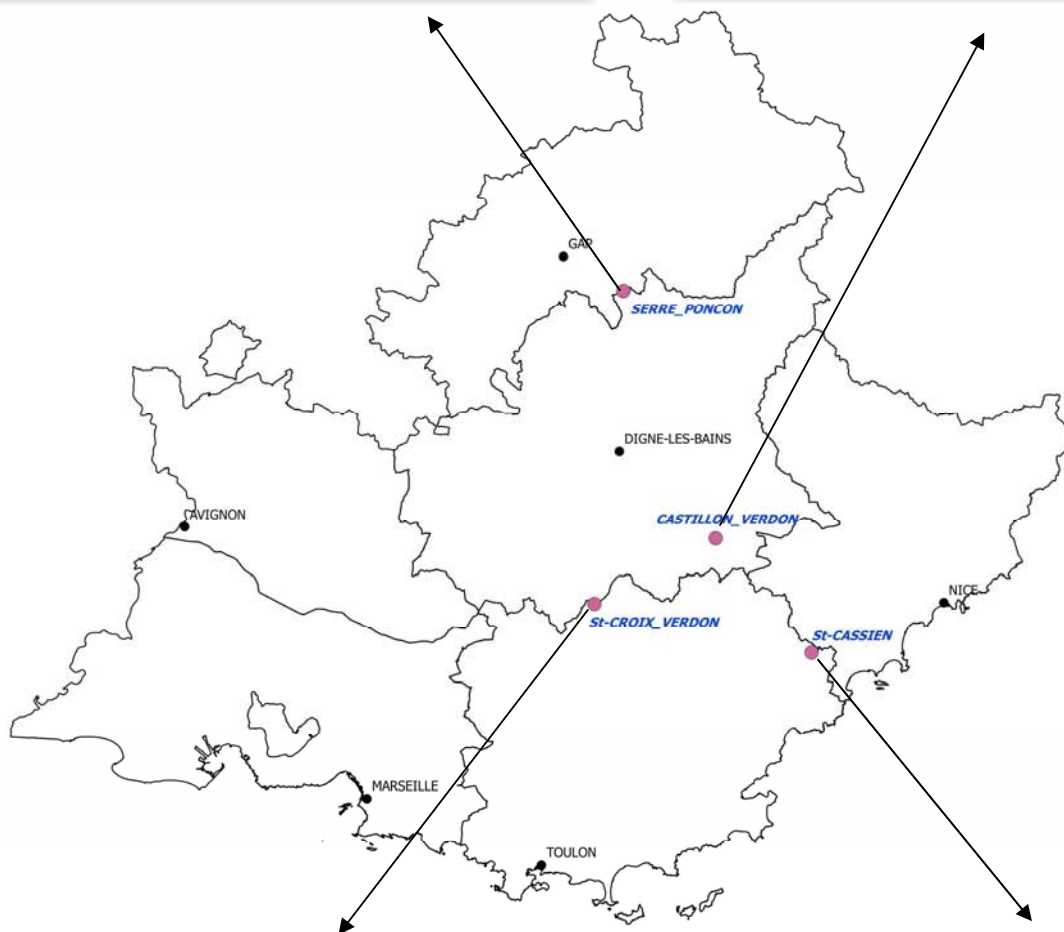 GAP
SERRE_PONCON
DIGNE-LES-BAINS
AVIGNON
CASTILLON_VERDON
NICE
St-CROIX_VERDON
St-CASSIEN
MARSEILLE
TOULON